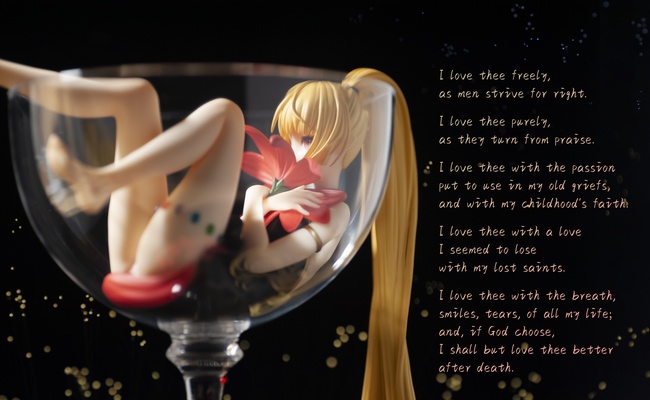 I love thee freely,
as men strive for right.
I love thee purely,
as they turn from praise.
I love thee with the passion
put to use in my old griefs,
and with my childhood's faith.
I love thee with a love
I seemed to lose
with my lost saints.
I love thee with the breath,
smiles, tears, of all my life;
and, if God choose,
I shall but love thee better
after death.